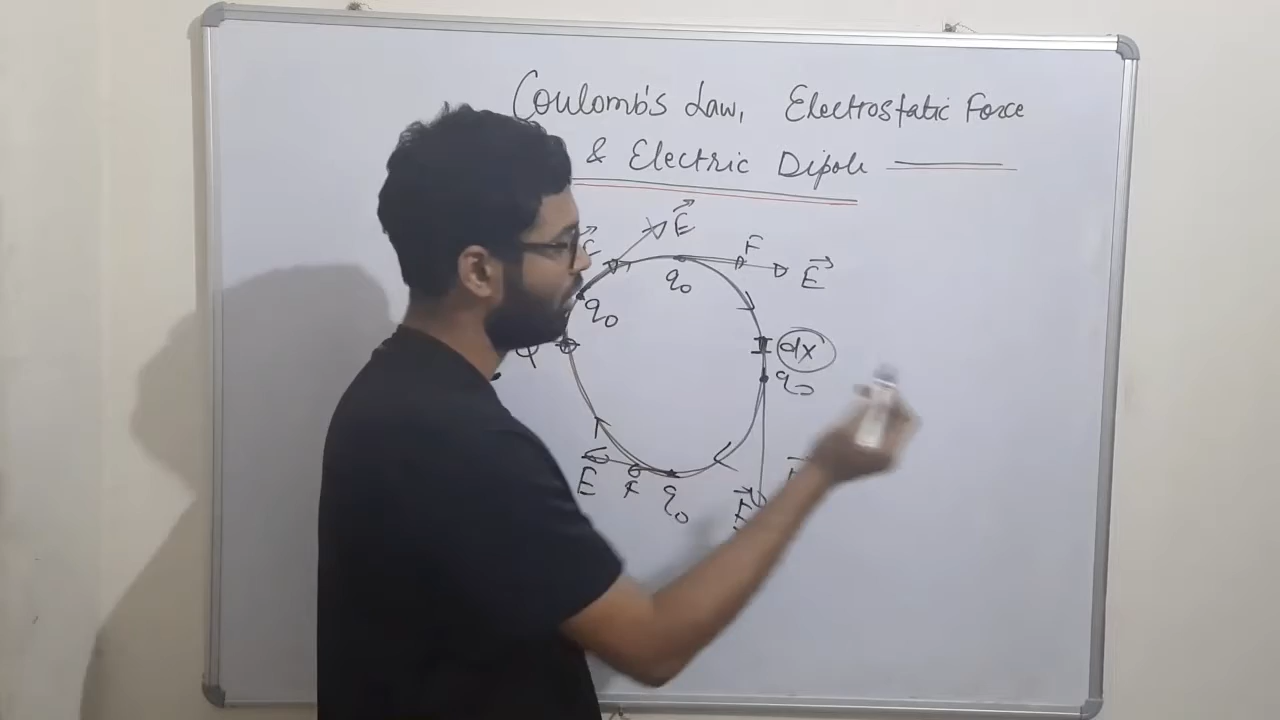 Coulomb's Law, Electrostatic Force
& Electric Dipole
E
E F
q0 E
q0
dx
q0
E F q0 F